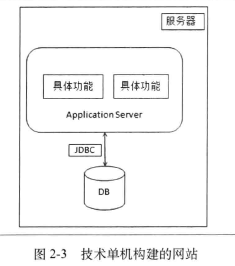 服务器
具体功能 具体功能
Application Server
JDBC
DB
图 2-3 技术单机构建的网站